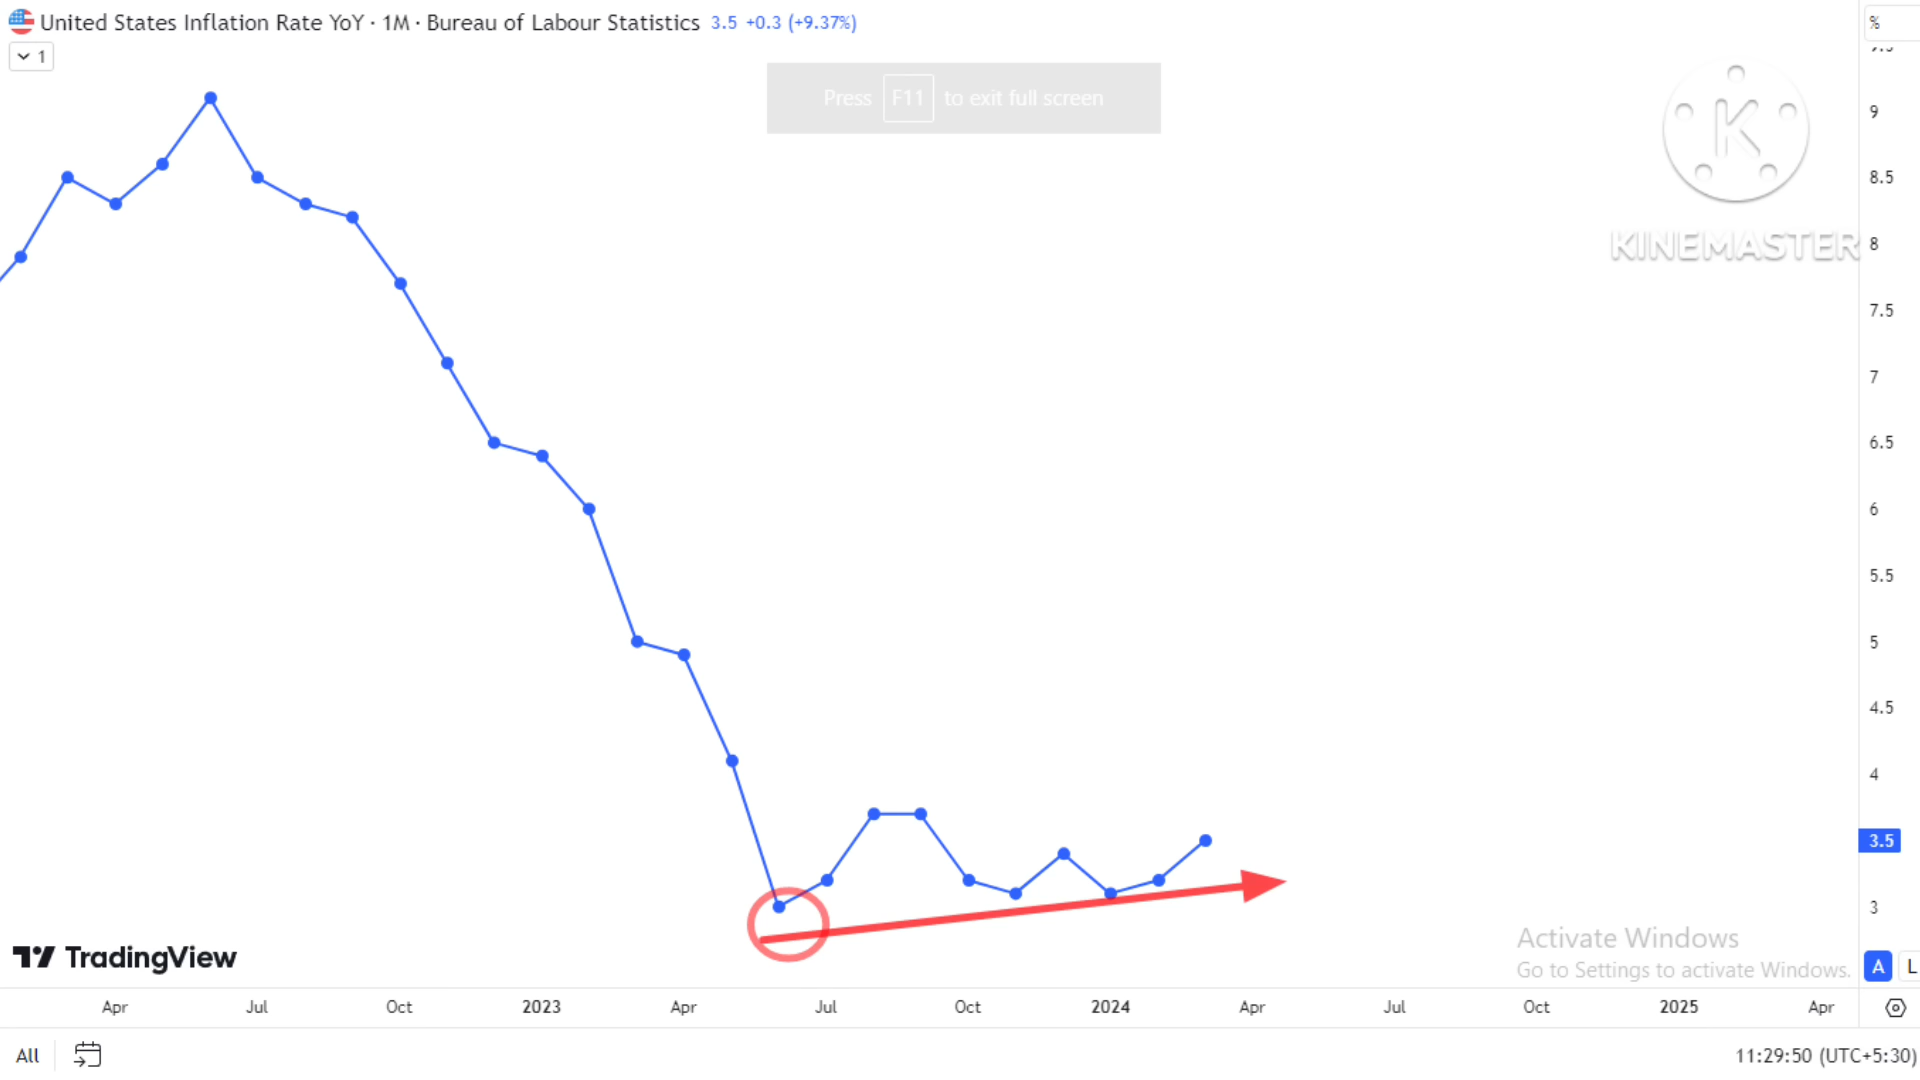 United States Inflation Rate YoY · 1M · Bureau of Labour Statistics 3.5 +0.3 (+9.37%)
%
1
Press F11 to exit full screen
K
KINEMASTER
9
8.5
8
7.5
7
6.5
6
5.5
5
4.5
4
3.5
3
Activate Windows
Go to Settings to activate Windows.
TradingView
A L
Apr Jul Oct 2023 Apr Jul Oct 2024 Apr Jul Oct 2025 Apr
All
11:29:50 (UTC+5:30)